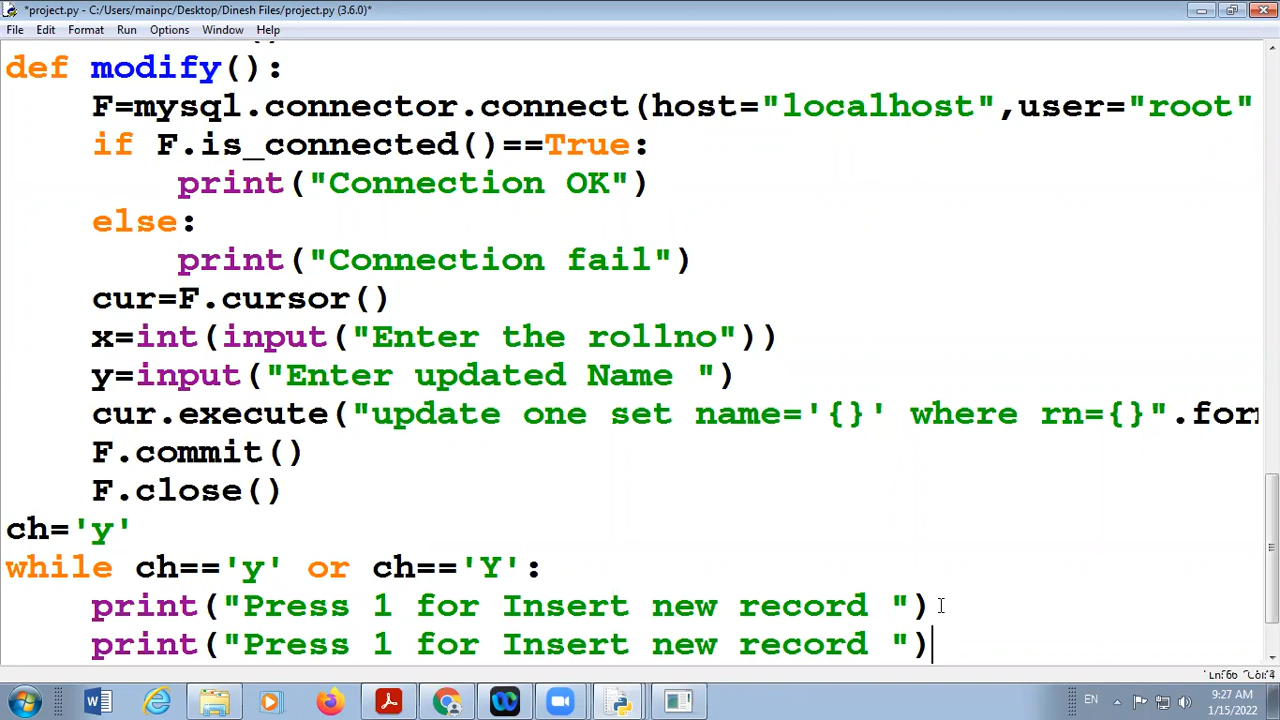 *project.py - C:/Users/mainpc/Desktop/Dinesh Files/project.py (3.6.0)*
File Edit Format Run Options Window Help
def modify():
F=mysql.connector.connect(host="localhost",user="root"
if F.is_connected()==True:
print("Connection OK")
else:
print("Connection fail")
cur=F.cursor()
x=int(input("Enter the rollno"))
y=input("Enter updated Name ")
cur.execute("update one set name='{}' where rn={}".for
F.commit()
F.close()
ch='y'
while ch=='y' or ch=='Y':
print("Press 1 for Insert new record ")
print("Press 1 for Insert new record ")
EN
9:27 AM
1/15/2022